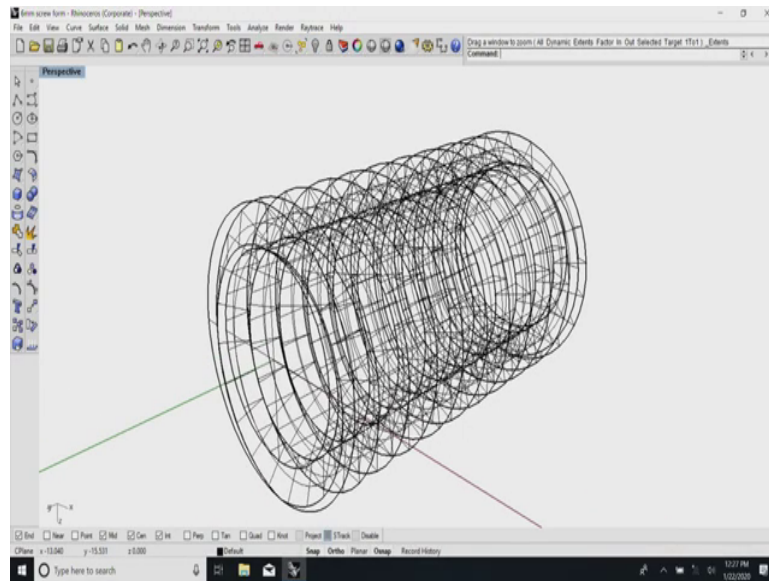 6mm screw form - Rhinoceros (Corporate) - [Perspective]
File Edit View Curve Surface Solid Mesh Dimension Transform Tools Analyze Render Raytrace Help
Drag a window to zoom ( All Dynamic Extents Factor In Out Selected Target 1To1 ) _Extents
Command:
Perspective
x
z
End Near Point Mid Cen Int Perp Tan Quad Knot Project STrack Disable
CPlane x -13.040 y -15.531 z 0.000 Default Snap Ortho Planar Osnap Record History
Type here to search
12:27 PM
1/22/2020